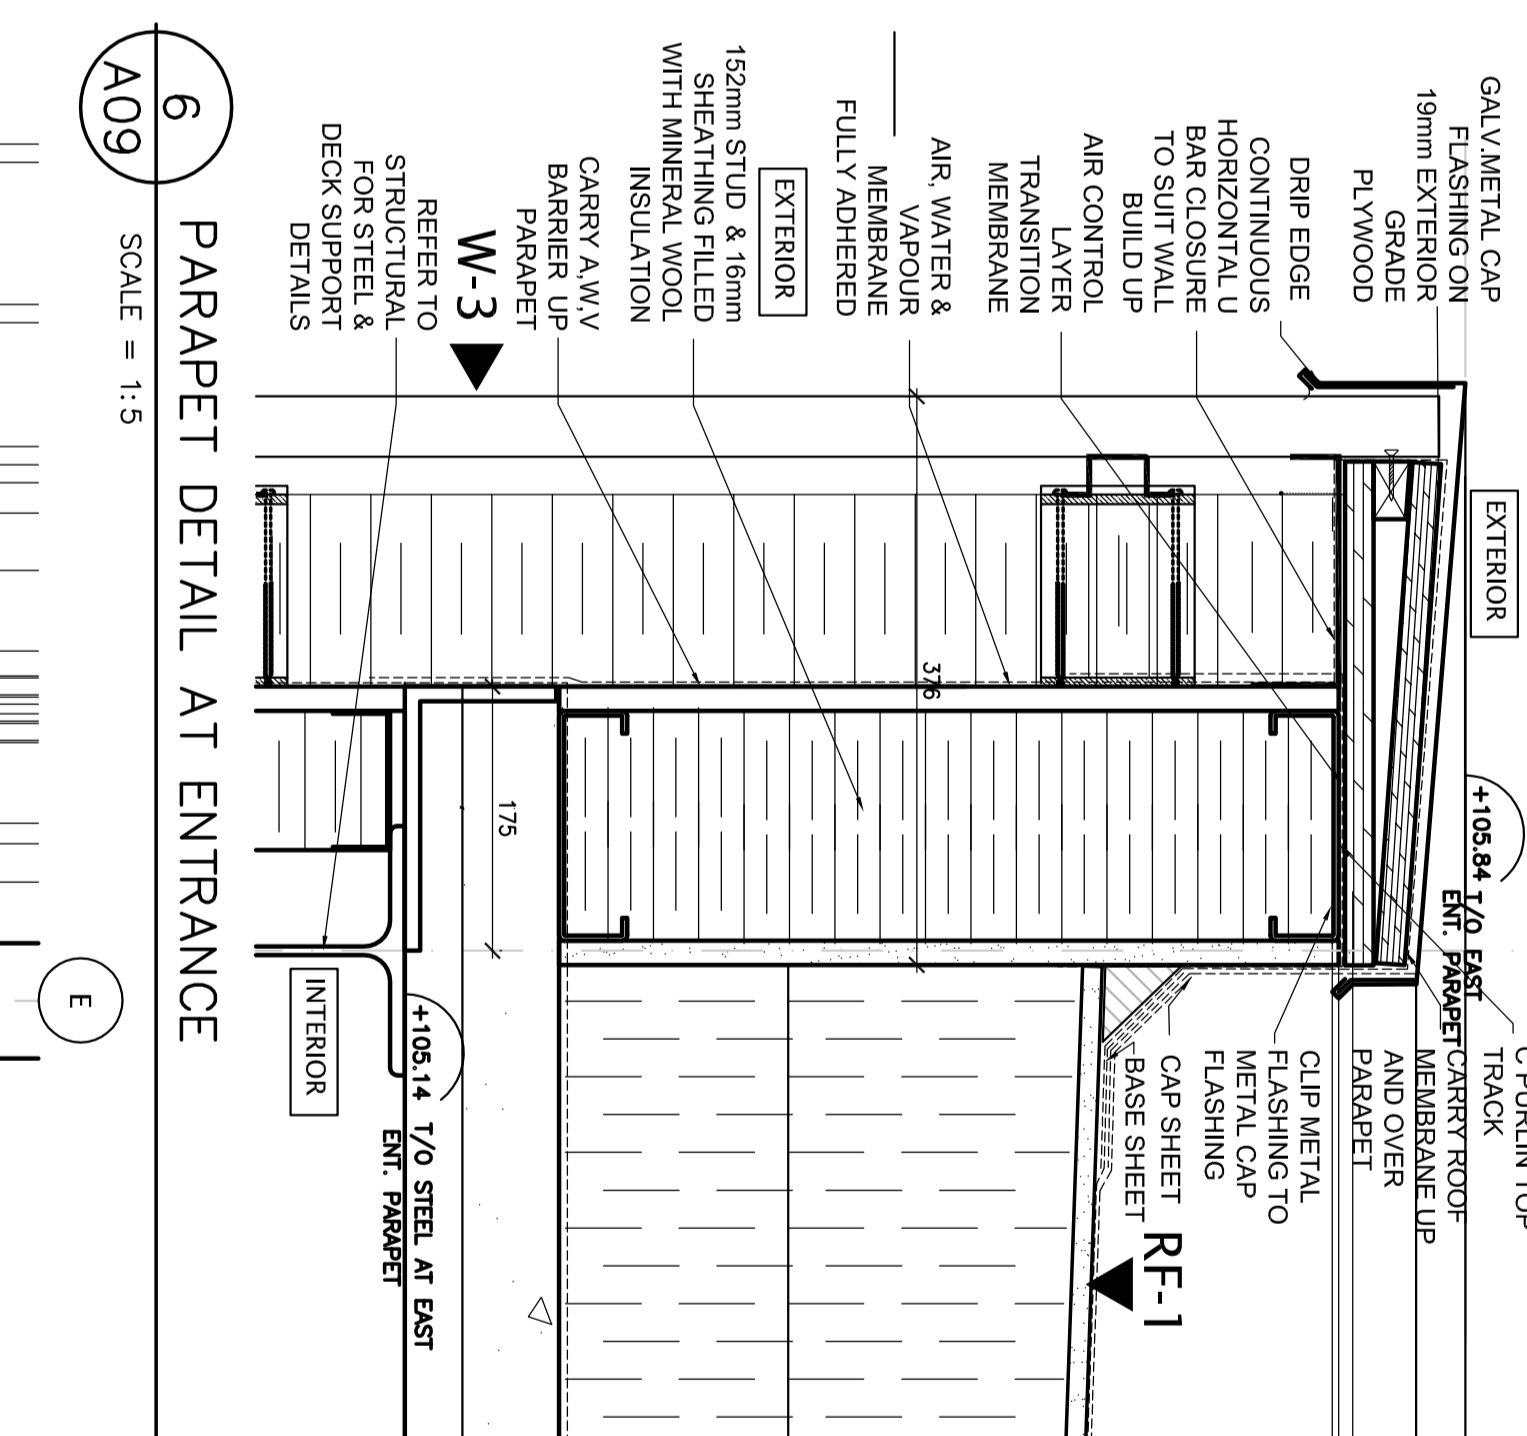 GALV.METAL CAP
FLASHING ON
19mm EXTERIOR
GRADE
PLYWOOD
DRIP EDGE
CONTINUOUS
HORIZONTAL U
BAR CLOSURE
TO SUIT WALL
BUILD UP
AIR CONTROL
LAYER
TRANSITION
MEMBRANE
AIR, WATER &
VAPOUR
MEMBRANE
FULLY ADHERED
EXTERIOR
152mm STUD & 16mm
SHEATHING FILLED
WITH MINERAL WOOL
INSULATION
CARRY A,W,V
BARRIER UP
PARAPET
W-3
REFER TO
STRUCTURAL
FOR STEEL &
DECK SUPPORT
DETAILS
EXTERIOR
376
175
+105.84 T/O EAST
ENT. PARAPET
C PURLIN TOP
TRACK
CARRY ROOF
MEMBRANE UP
AND OVER
PARAPET
CLIP METAL
FLASHING TO
METAL CAP
FLASHING
CAP SHEET
BASE SHEET
RF-1
INTERIOR
+105.14 T/O STEEL AT EAST
ENT. PARAPET
6
A09
PARAPET DETAIL AT ENTRANCE
SCALE = 1:5
E